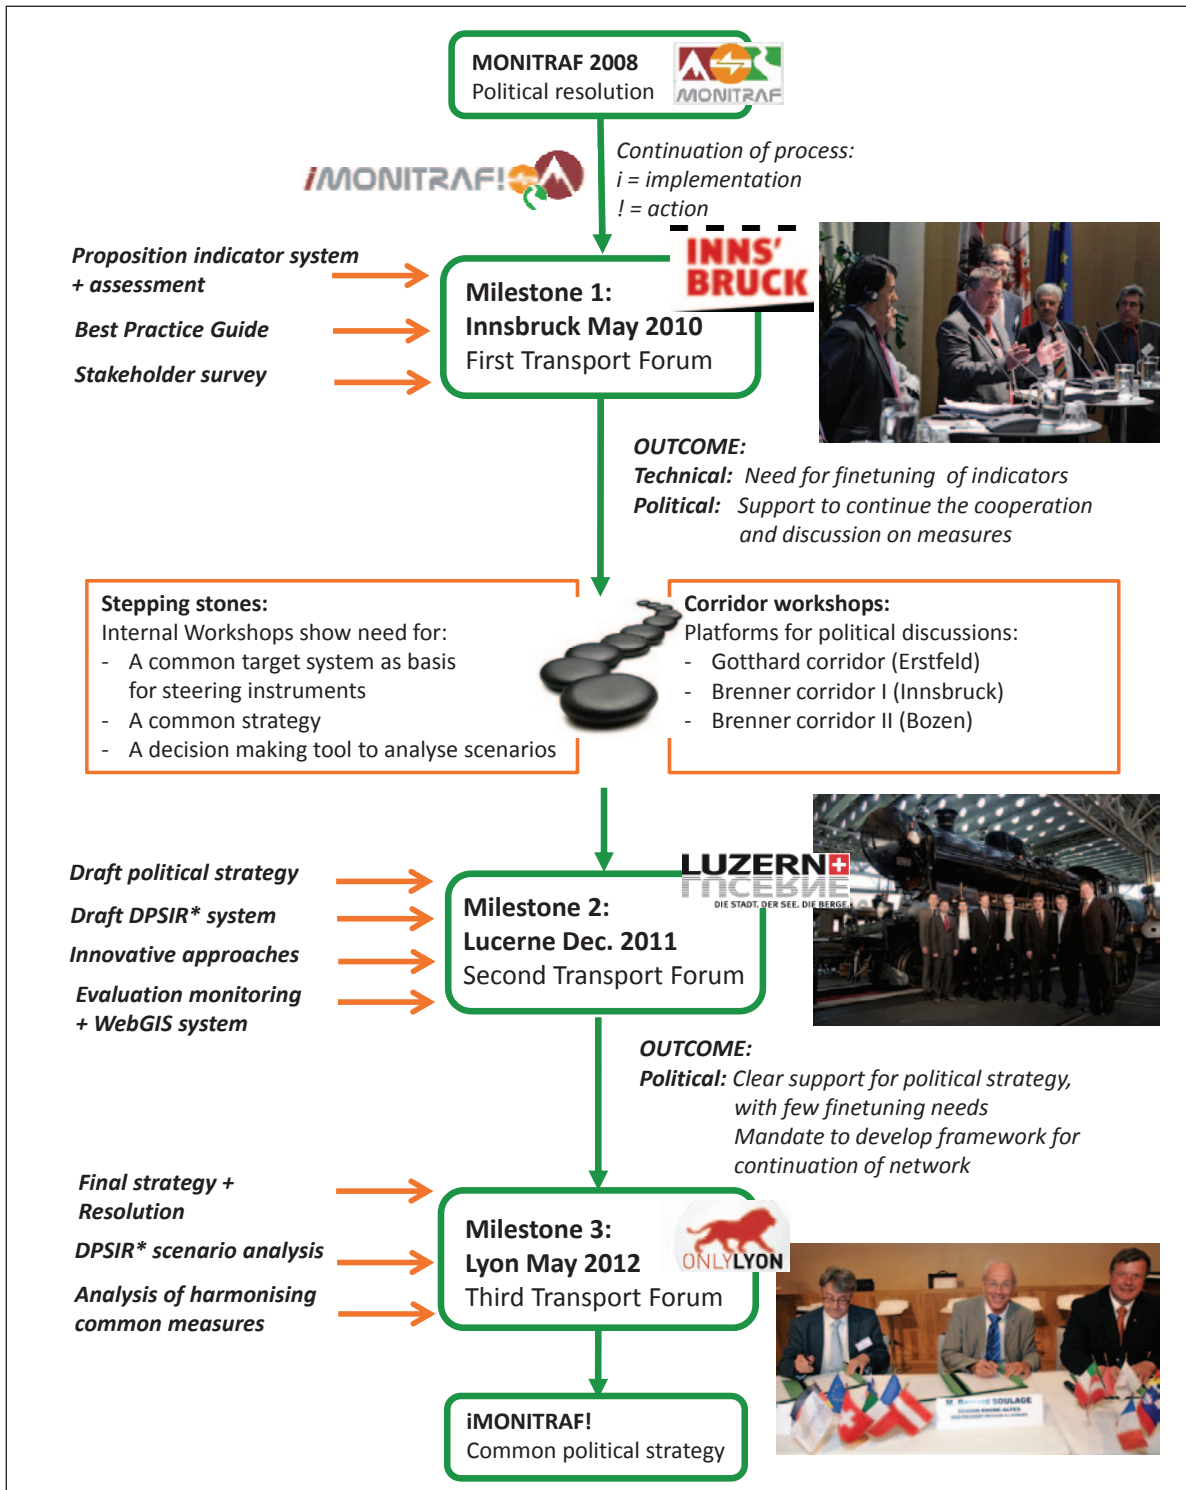 MONITRAF 2008
Political resolution
MONITRAF
iMONITRAF!
Continuation of process:
i = implementation
! = action
Proposition indicator system
+ assessment
Best Practice Guide
Stakeholder survey
INNS'
BRUCK
Milestone 1:
Innsbruck May 2010
First Transport Forum
OUTCOME:
Technical: Need for finetuning of indicators
Political: Support to continue the cooperation
and discussion on measures
Stepping stones:
Internal Workshops show need for:
- A common target system as basis
for steering instruments
- A common strategy
- A decision making tool to analyse scenarios
Corridor workshops:
Platforms for political discussions:
- Gotthard corridor (Erstfeld)
- Brenner corridor I (Innsbruck)
- Brenner corridor II (Bozen)
Draft political strategy
Draft DPSIR* system
Innovative approaches
Evaluation monitoring
+ WebGIS system
LUZERN
LUCERNE
DIE STADT. DER SEE. DIE BERGE.
Milestone 2:
Lucerne Dec. 2011
Second Transport Forum
OUTCOME:
Political: Clear support for political strategy,
with few finetuning needs
Mandate to develop framework for
continuation of network
Final strategy +
Resolution
DPSIR* scenario analysis
Analysis of harmonising
common measures
Milestone 3:
Lyon May 2012
Third Transport Forum
ONLYLYON
M. Bernard SOULAGE
REGION RHONE-ALPES
iMONITRAF!
Common political strategy